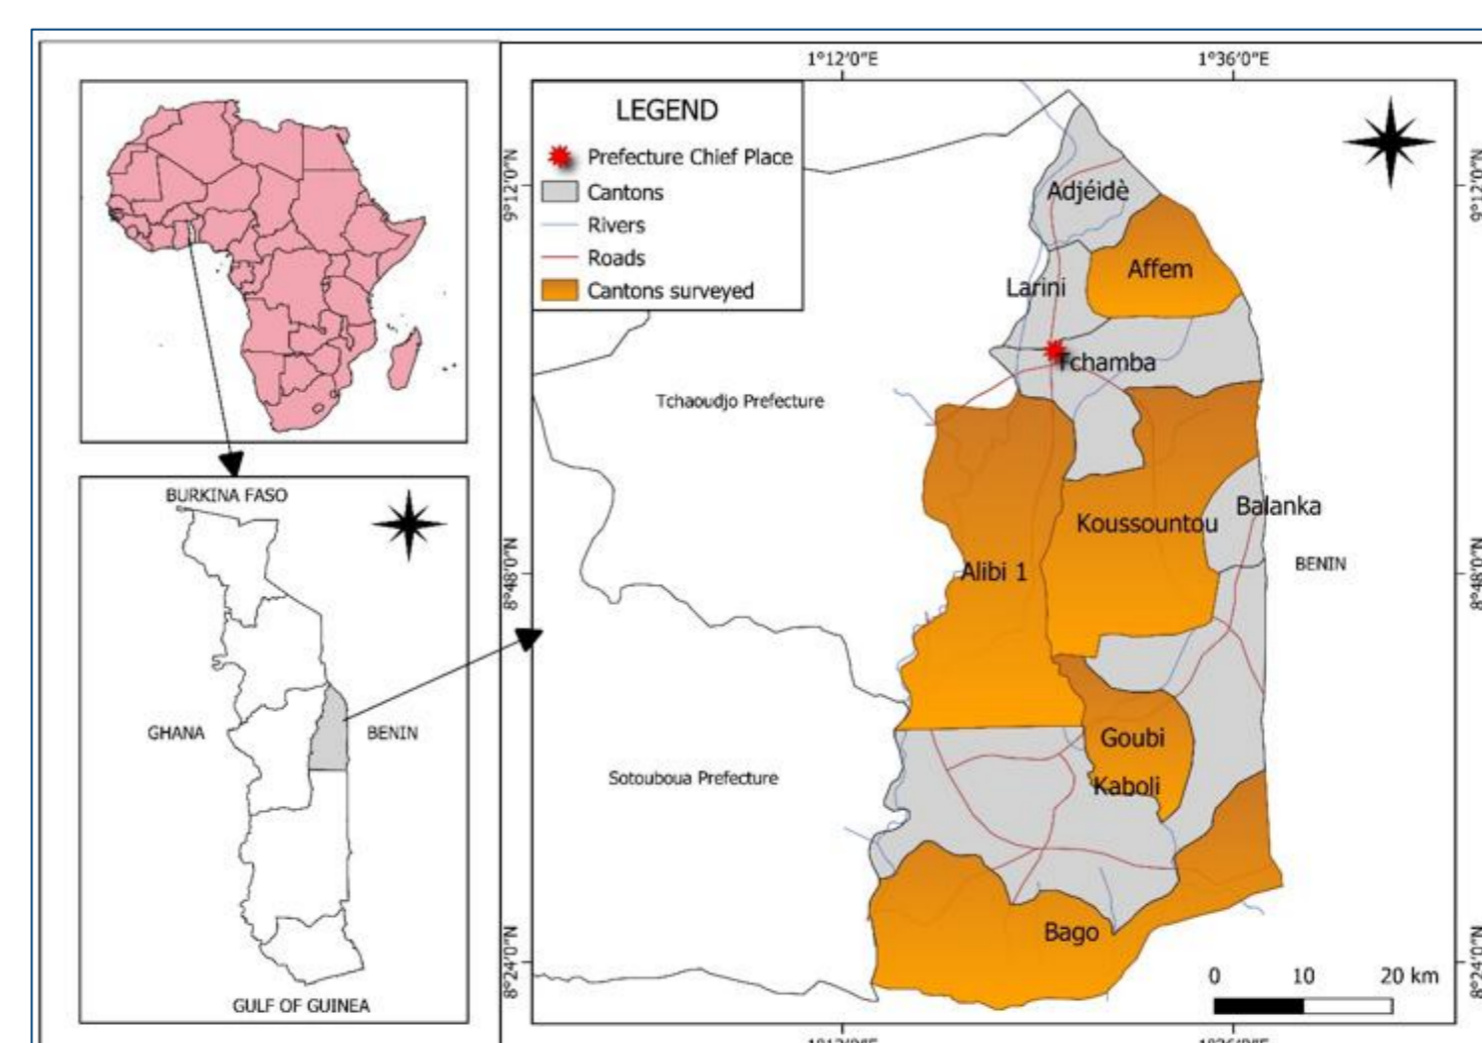 1°12'0"E
1°36'0"E
LEGEND
Prefecture Chief Place
Cantons
Rivers
Roads
Cantons surveyed
9°12'0"N
9°12'0"N
Adjéidè
Affem
Larini
Tchamba
Tchaoudjo Prefecture
BURKINA FASO
Balanka
Koussountou
8°48'0"N
Alibi 1
BENIN
8°48'0"N
GHANA
BENIN
Goubi
Sotouboua Prefecture
Kaboli
Bago
8°24'0"N
8°24'0"N
0 10 20 km
GULF OF GUINEA